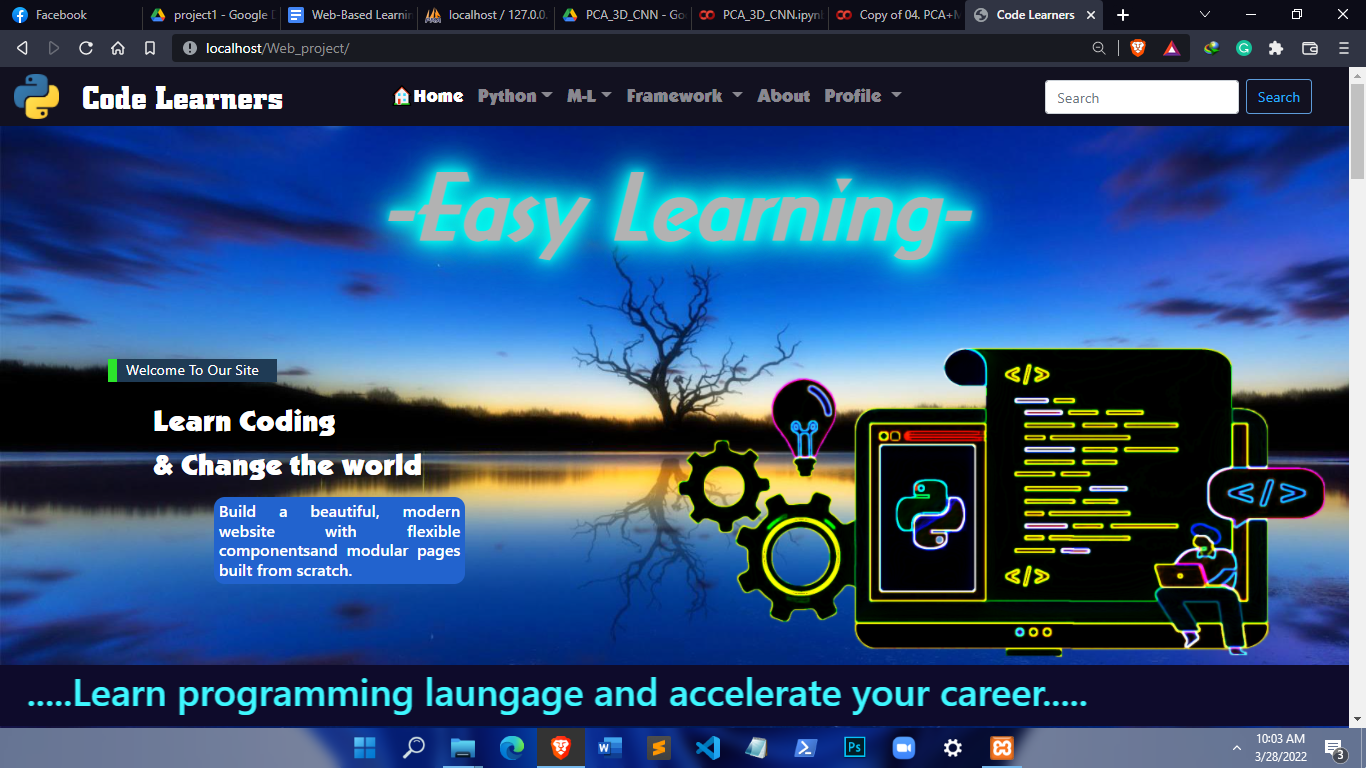 Facebook
project1 - Google D
Web-Based Learnin
localhost / 127.0.0.
PCA_3D_CNN - Goo
PCA_3D_CNN.ipynb
Copy of 04. PCA+M
Code Learners
localhost/Web_project/
Code Learners
Home
Python
M-L
Framework
About
Profile
Search
Search
-Easy Learning-
Welcome To Our Site
Learn Coding
& Change the world
Build a beautiful, modern
website with flexible
componentsand modular pages
built from scratch.
</>
</>
</>
.....Learn programming laungage and accelerate your career.....
10:03 AM
3/28/2022
3